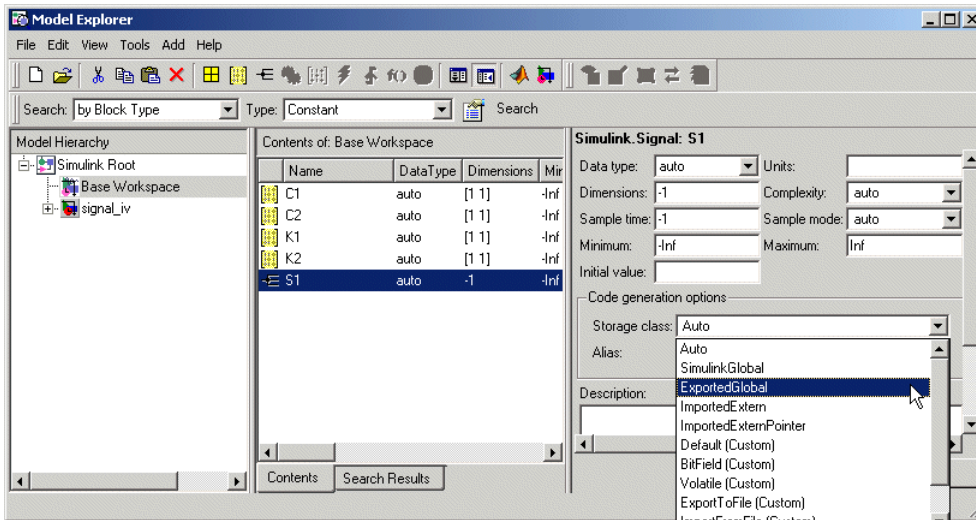 Model Explorer
File Edit View Tools Add Help
Search: by Block Type Type: Constant Search
Model Hierarchy
Simulink Root
Base Workspace
signal_iv
Contents of: Base Workspace
Name DataType Dimensions Mir
C1 auto [1 1] -Inf
C2 auto [1 1] -Inf
K1 auto [1 1] -Inf
K2 auto [1 1] -Inf
S1 auto -1 -Inf
Contents Search Results
Simulink.Signal: S1
Data type: auto Units:
Dimensions: -1 Complexity: auto
Sample time: -1 Sample mode: auto
Minimum: -Inf Maximum: Inf
Initial value:
Code generation options
Storage class: Auto
Alias:
Auto
SimulinkGlobal
ExportedGlobal
Description:
ImportedExtern
ImportedExternPointer
Default (Custom)
BitField (Custom)
Volatile (Custom)
ExportToFile (Custom)
ImportFromFile (Custom)